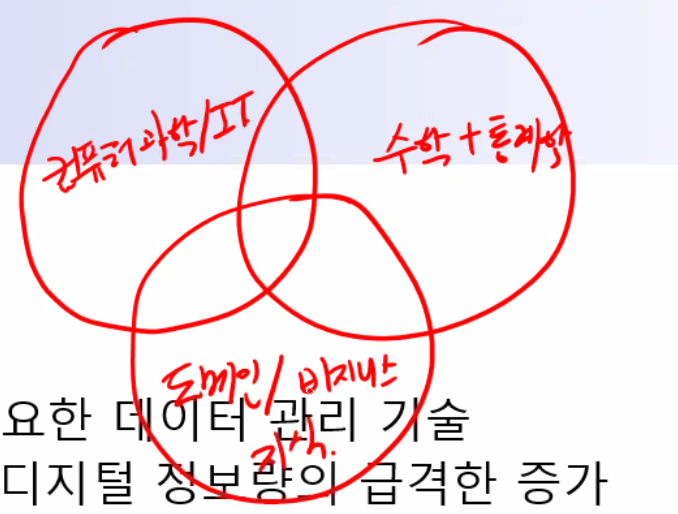 컴퓨터 과학/IT
수학 + 통계학
도메인/ 비지니스
지식.
요한 데이터 관리 기술
디지털 정보량의 급격한 증가